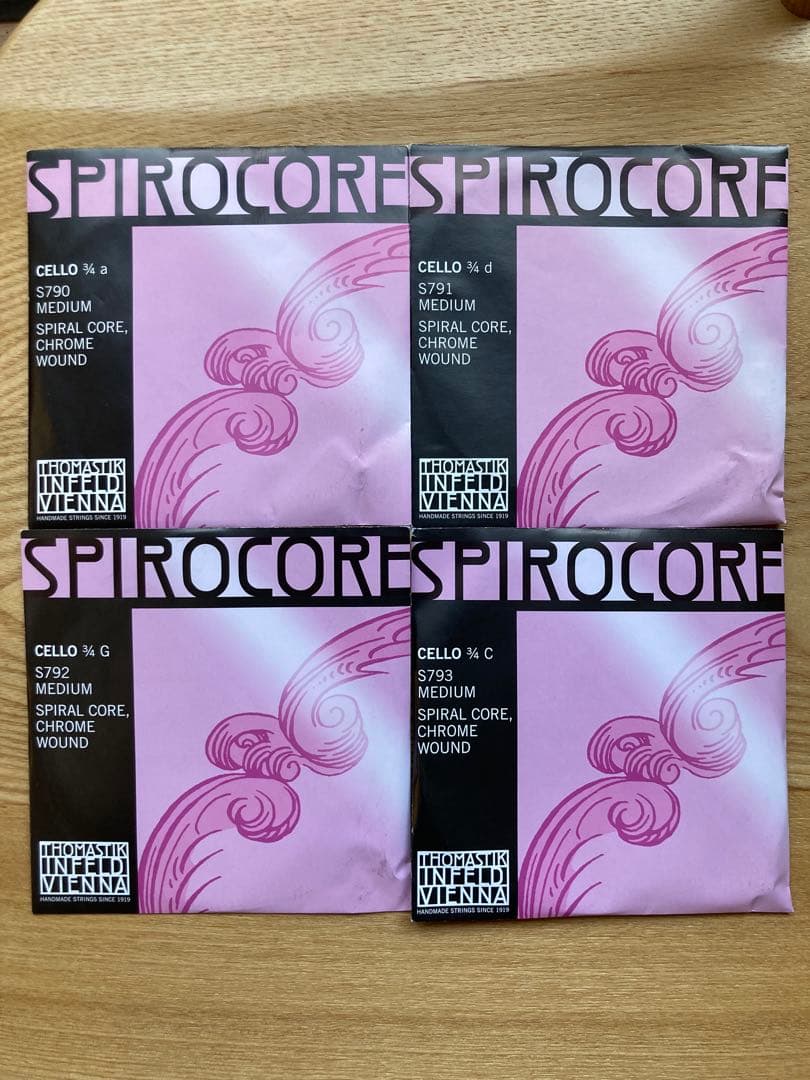 SPIROCORE
CELLO ¾ a
S790
MEDIUM
SPIRAL CORE,
CHROME
WOUND
THOMASTIK
INFELD
VIENNA
HANDMADE STRINGS SINCE 1919
SPIROCORE
CELLO ¾ d
S791
MEDIUM
SPIRAL CORE,
CHROME
WOUND
THOMASTIK
INFELD
VIENNA
HANDMADE STRINGS SINCE 1919
SPIROCORE
CELLO ¾ G
S792
MEDIUM
SPIRAL CORE,
CHROME
WOUND
THOMASTIK
INFELD
VIENNA
HANDMADE STRINGS SINCE 1919
SPIROCORE
CELLO ¾ C
S793
MEDIUM
SPIRAL CORE,
CHROME
WOUND
THOMASTIK
INFELD
VIENNA
HANDMADE STRINGS SINCE 1919